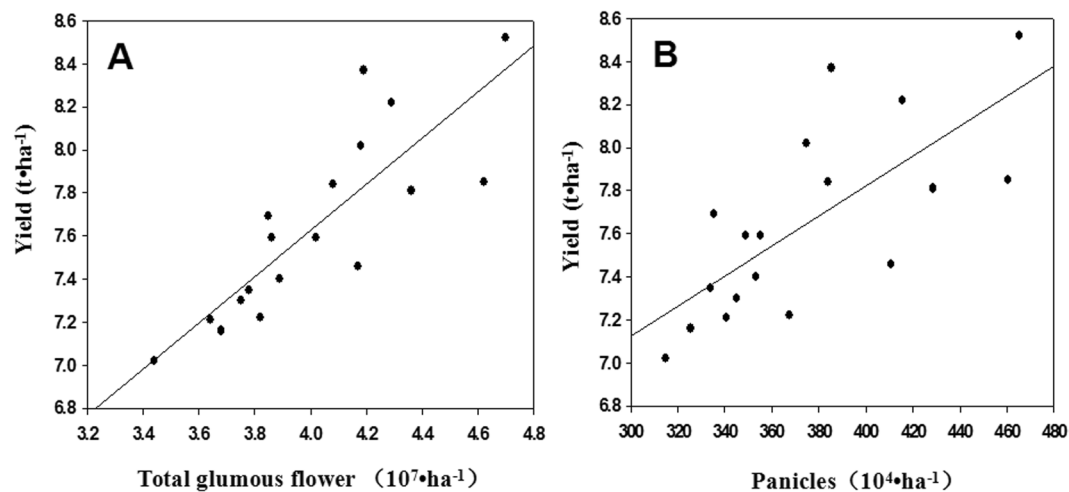 A
8.6
8.4
8.2
8.0
7.8
7.6
7.4
7.2
7.0
6.8
Yield (t•ha⁻¹)
3.2 3.4 3.6 3.8 4.0 4.2 4.4 4.6 4.8
Total glumous flower （10⁷•ha⁻¹）
B
8.6
8.4
8.2
8.0
7.8
7.6
7.4
7.2
7.0
6.8
Yield (t•ha⁻¹)
300 320 340 360 380 400 420 440 460 480
Panicles（10⁴•ha⁻¹）